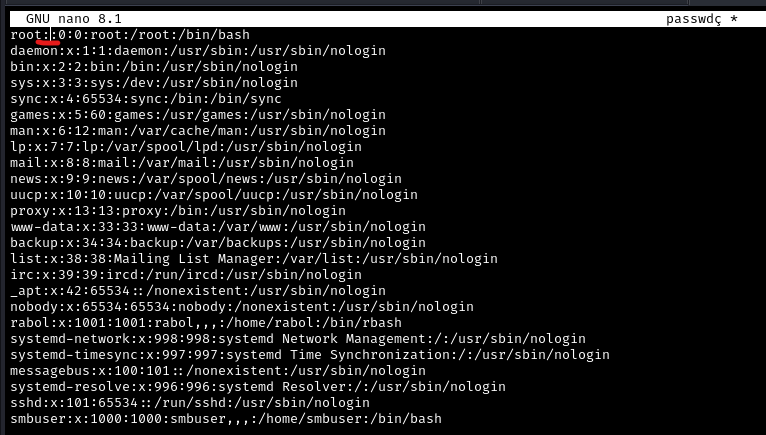 GNU nano 8.1 passwdç *
root::0:0:root:/root:/bin/bash
daemon:x:1:1:daemon:/usr/sbin:/usr/sbin/nologin
bin:x:2:2:bin:/bin:/usr/sbin/nologin
sys:x:3:3:sys:/dev:/usr/sbin/nologin
sync:x:4:65534:sync:/bin:/bin/sync
games:x:5:60:games:/usr/games:/usr/sbin/nologin
man:x:6:12:man:/var/cache/man:/usr/sbin/nologin
lp:x:7:7:lp:/var/spool/lpd:/usr/sbin/nologin
mail:x:8:8:mail:/var/mail:/usr/sbin/nologin
news:x:9:9:news:/var/spool/news:/usr/sbin/nologin
uucp:x:10:10:uucp:/var/spool/uucp:/usr/sbin/nologin
proxy:x:13:13:proxy:/bin:/usr/sbin/nologin
www-data:x:33:33:www-data:/var/www:/usr/sbin/nologin
backup:x:34:34:backup:/var/backups:/usr/sbin/nologin
list:x:38:38:Mailing List Manager:/var/list:/usr/sbin/nologin
irc:x:39:39:ircd:/run/ircd:/usr/sbin/nologin
_apt:x:42:65534::/nonexistent:/usr/sbin/nologin
nobody:x:65534:65534:nobody:/nonexistent:/usr/sbin/nologin
rabol:x:1001:1001:rabol,,,:/home/rabol:/bin/rbash
systemd-network:x:998:998:systemd Network Management:/:/usr/sbin/nologin
systemd-timesync:x:997:997:systemd Time Synchronization:/:/usr/sbin/nologin
messagebus:x:100:101::/nonexistent:/usr/sbin/nologin
systemd-resolve:x:996:996:systemd Resolver:/:/usr/sbin/nologin
sshd:x:101:65534::/run/sshd:/usr/sbin/nologin
smbuser:x:1000:1000:smbuser,,,:/home/smbuser:/bin/bash